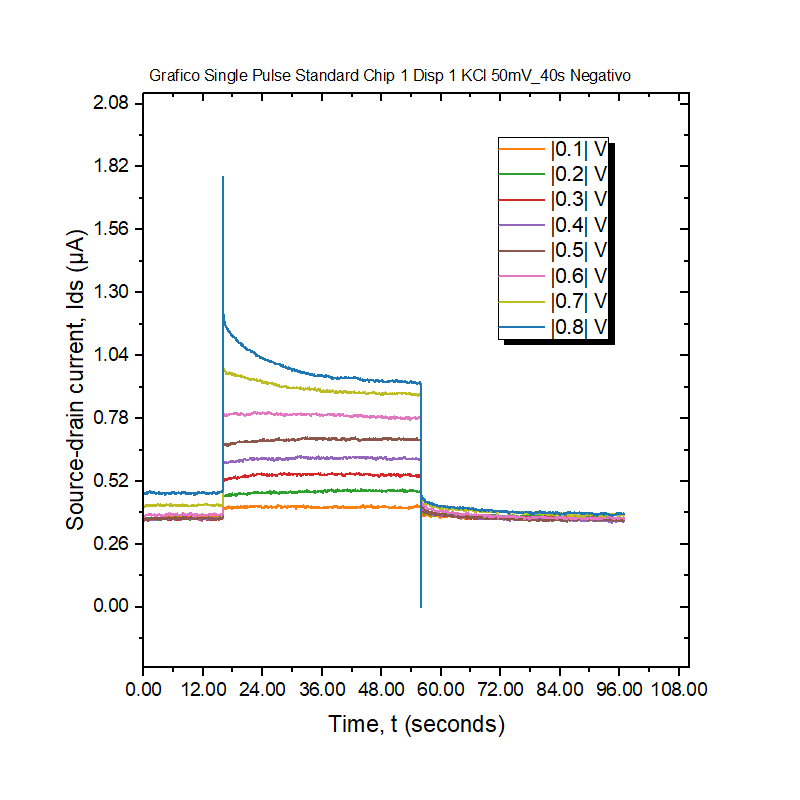 Grafico Single Pulse Standard Chip 1 Disp 1 KCl 50mV_40s Negativo
2.08
1.82
1.56
1.30
1.04
0.78
0.52
0.26
0.00
Source-drain current, Ids (µA)
|0.1| V
|0.2| V
|0.3| V
|0.4| V
|0.5| V
|0.6| V
|0.7| V
|0.8| V
0.00 12.00 24.00 36.00 48.00 60.00 72.00 84.00 96.00 108.00
Time, t (seconds)